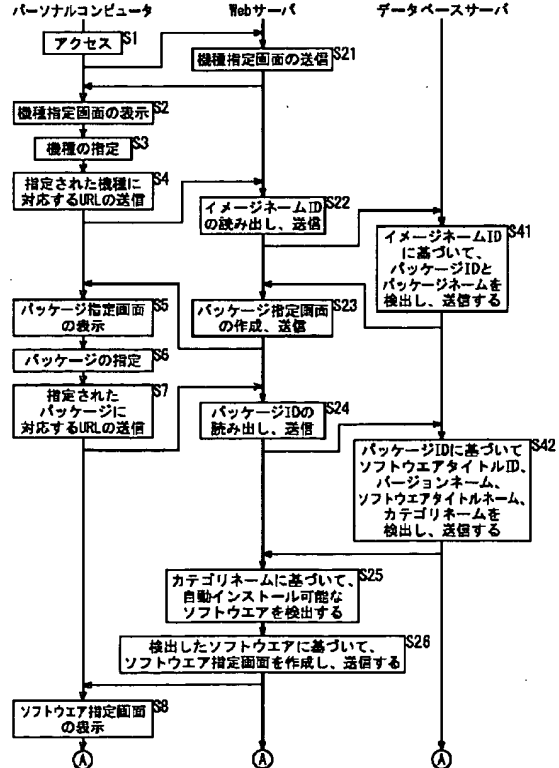 パーソナルコンピュータ
Webサーバ
データベースサーバ
アクセス
S1
機種指定画面の送信
S21
機種指定画面の表示
S2
機種の指定
S3
指定された機種に
対応するURLの送信
S4
イメージネームID
の読み出し、送信
S22
イメージネームID
に基づいて、
パッケージIDと
パッケージネームを
検出し、送信する
S41
パッケージ指定画面
の表示
S5
パッケージ指定画面
の作成、送信
S23
パッケージの指定
S6
指定された
パッケージに
対応するURLの送信
S7
パッケージIDの
読み出し、送信
S24
パッケージIDに基づいて
ソフトウエアタイトルID、
バージョンネーム、
ソフトウエアタイトルネーム、
カテゴリネームを
検出し、送信する
S42
カテゴリネームに基づいて、
自動インストール可能な
ソフトウエアを検出する
S25
検出したソフトウエアに基づいて、
ソフトウエア指定画面を作成し、送信する
S26
ソフトウエア指定画面
の表示
S8
A
A
A